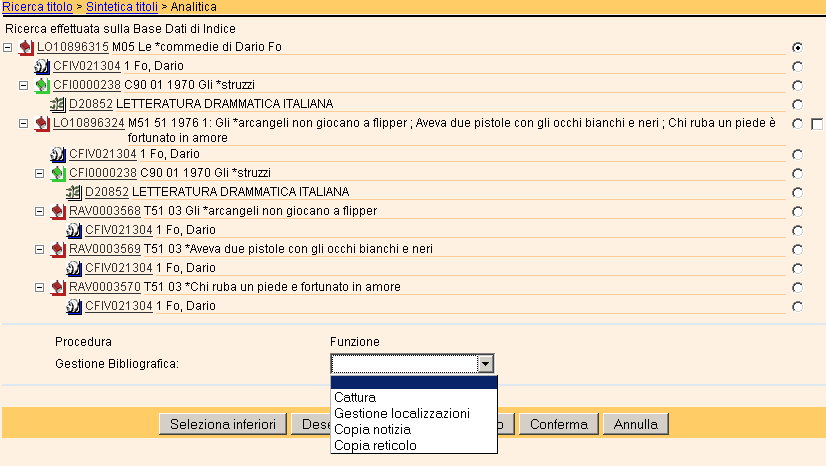 Ricerca titolo > Sintetica titoli > Analitica
Ricerca effettuata sulla Base Dati di Indice
LO10896315 M05 Le *commedie di Dario Fo
CFIV021304 1 Fo, Dario
CFI0000238 C90 01 1970 Gli *struzzi
D20852 LETTERATURA DRAMMATICA ITALIANA
LO10896324 M51 51 1976 1: Gli *arcangeli non giocano a flipper ; Aveva due pistole con gli occhi bianchi e neri ; Chi ruba un piede è
fortunato in amore
CFIV021304 1 Fo, Dario
CFI0000238 C90 01 1970 Gli *struzzi
D20852 LETTERATURA DRAMMATICA ITALIANA
RAV0003568 T51 03 Gli *arcangeli non giocano a flipper
CFIV021304 1 Fo, Dario
RAV0003569 T51 03 *Aveva due pistole con gli occhi bianchi e neri
CFIV021304 1 Fo, Dario
RAV0003570 T51 03 *Chi ruba un piede e fortunato in amore
CFIV021304 1 Fo, Dario
Procedura Funzione
Gestione Bibliografica:
Cattura
Gestione localizzazioni
Copia notizia
Copia reticolo
Seleziona inferiori Conferma Annulla